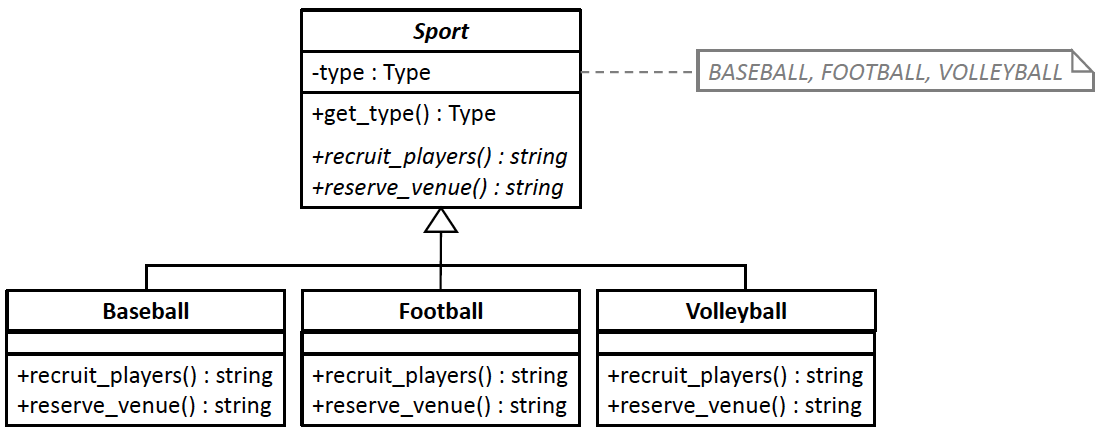 Sport
-type : Type
BASEBALL, FOOTBALL, VOLLEYBALL
+get_type() : Type
+recruit_players() : string
+reserve_venue() : string
Baseball
+recruit_players() : string
+reserve_venue() : string
Football
+recruit_players() : string
+reserve_venue() : string
Volleyball
+recruit_players() : string
+reserve_venue() : string